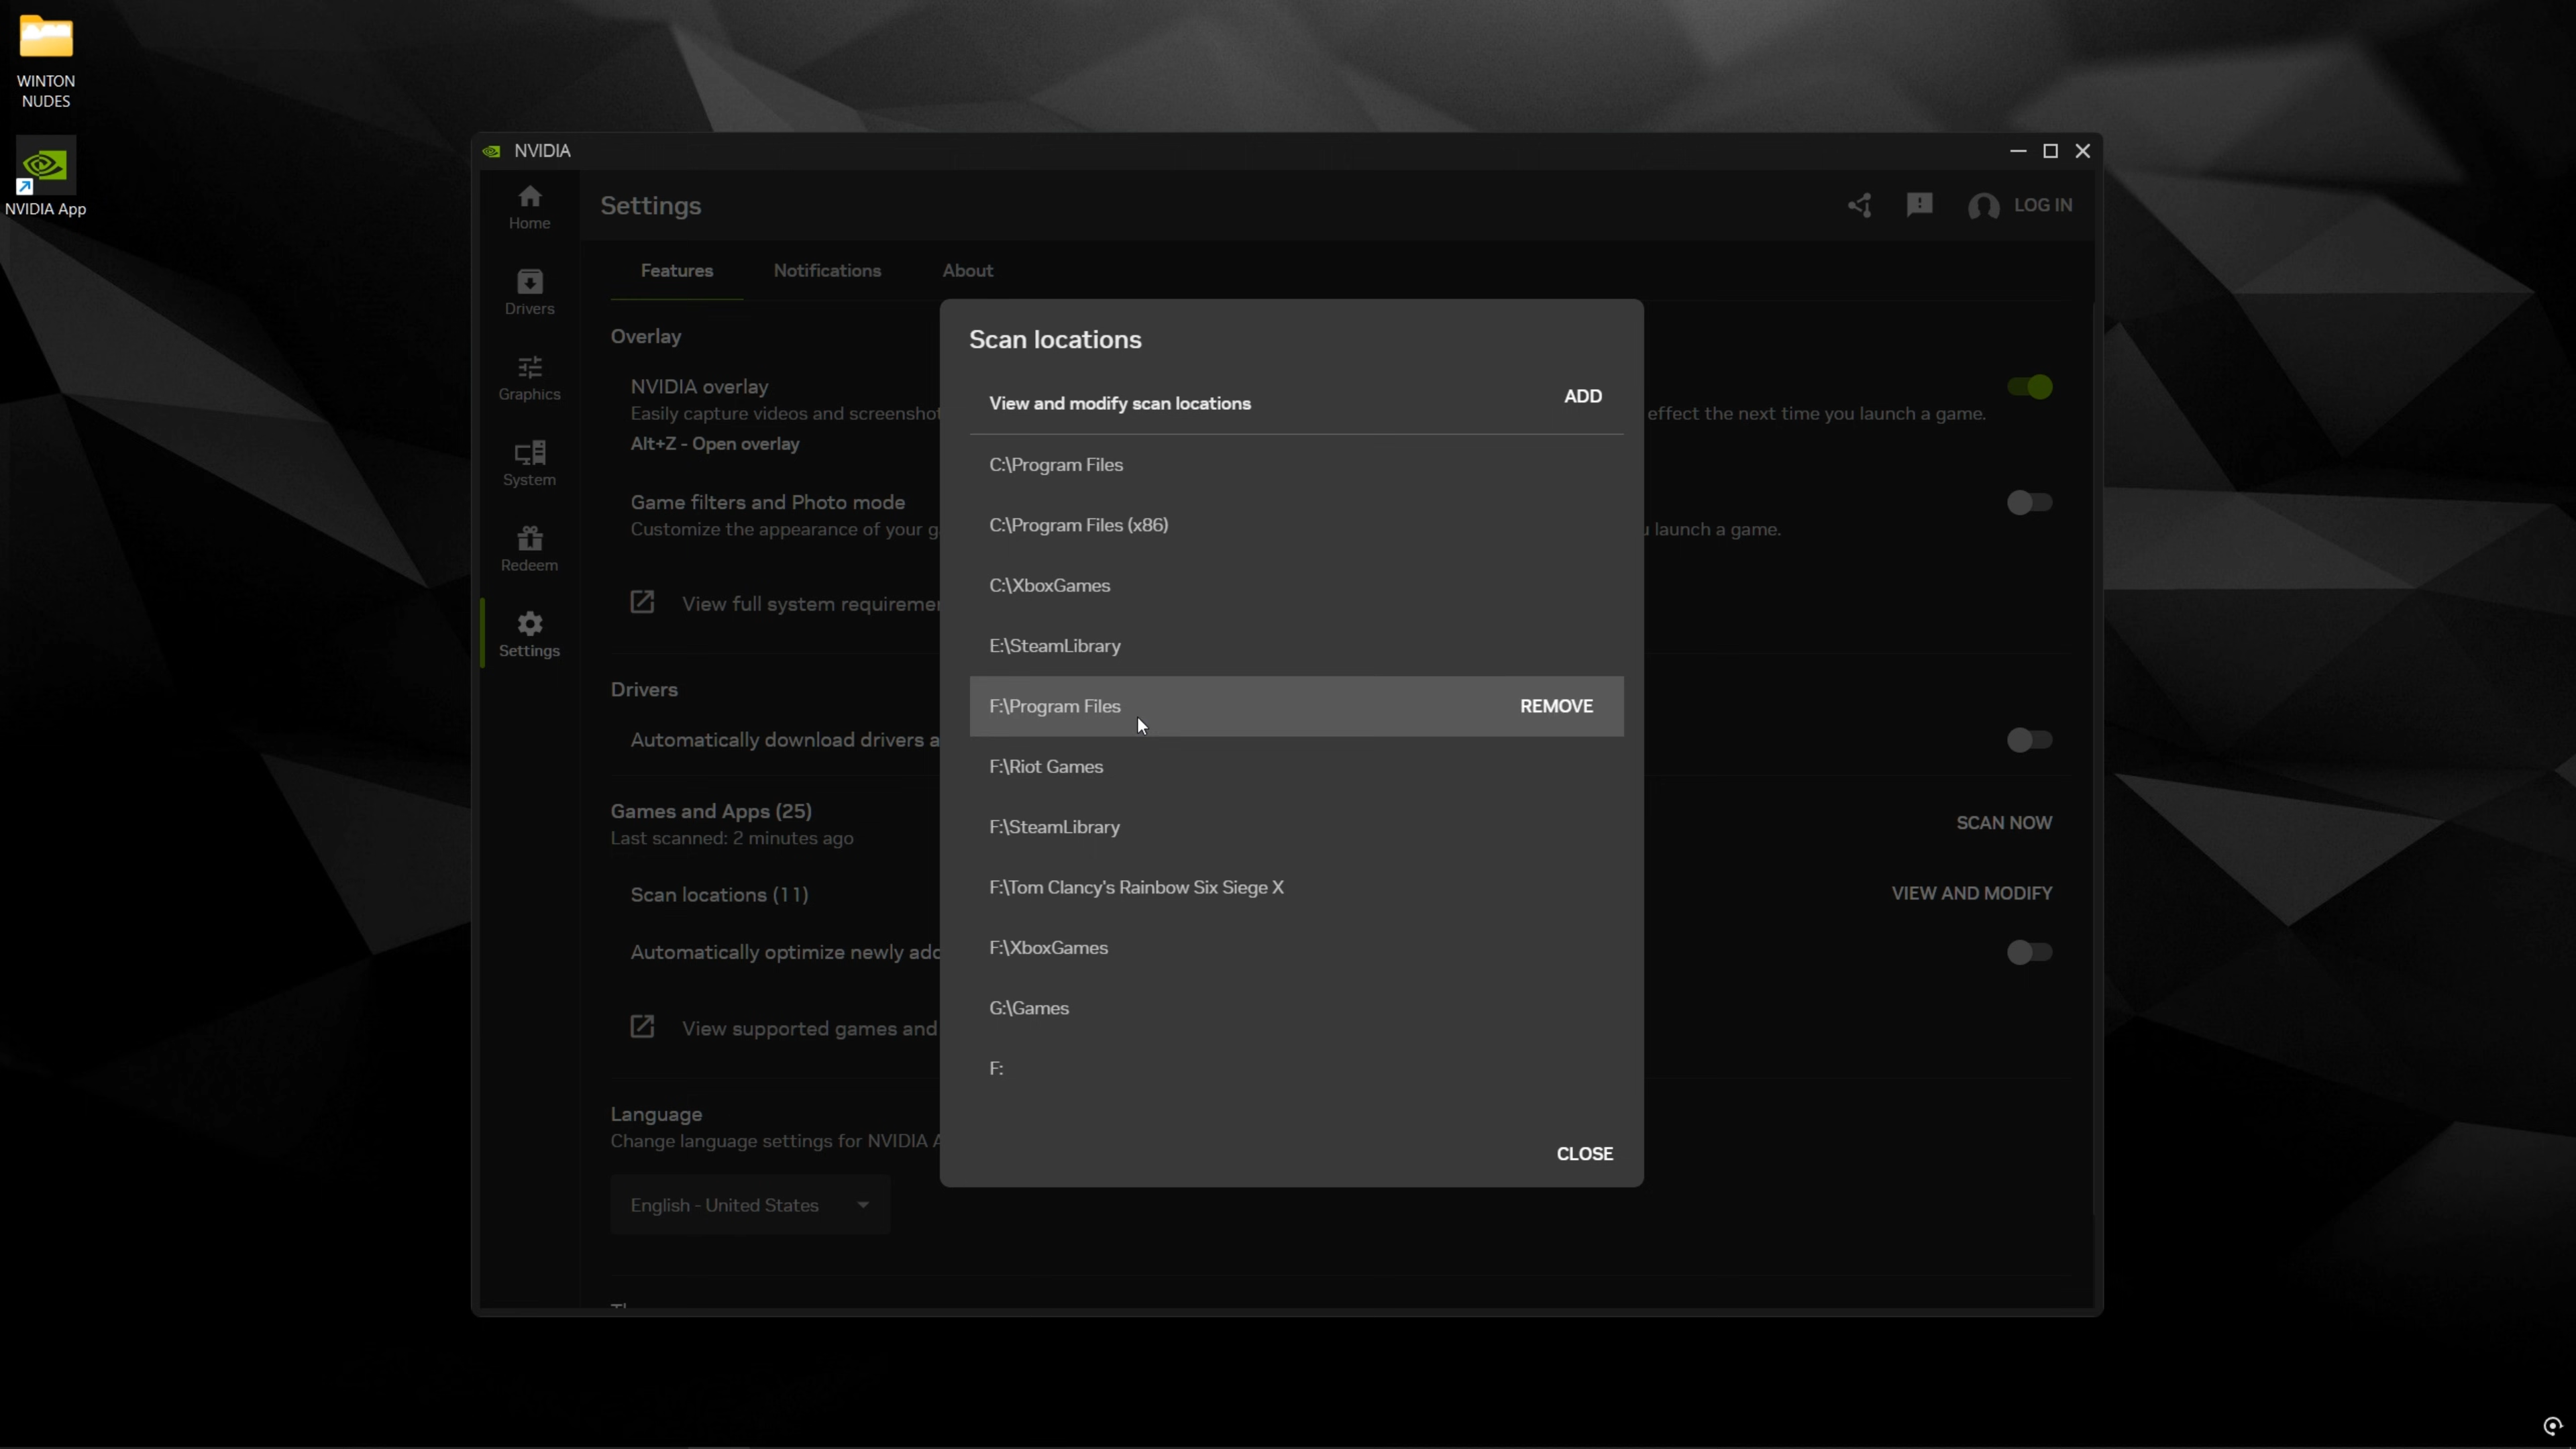 WINTON
NUDES
NVIDIA App
NVIDIA
Home
Drivers
Graphics
System
Redeem
Settings
Settings
LOG IN
Features
Notifications
About
Overlay
NVIDIA overlay
Easily capture videos and screenshot
effect the next time you launch a game.
Alt+Z - Open overlay
Game filters and Photo mode
Customize the appearance of your g
launch a game.
View full system requiremen
Drivers
Automatically download drivers a
Games and Apps (25)
Last scanned: 2 minutes ago
SCAN NOW
Scan locations (11)
VIEW AND MODIFY
Automatically optimize newly add
View supported games and
Language
Change language settings for NVIDIA A
English - United States
Scan locations
View and modify scan locations
ADD
C:\Program Files
C:\Program Files (x86)
C:\XboxGames
E:\SteamLibrary
F:\Program Files
REMOVE
F:\Riot Games
F:\SteamLibrary
F:\Tom Clancy's Rainbow Six Siege X
F:\XboxGames
G:\Games
F:
CLOSE